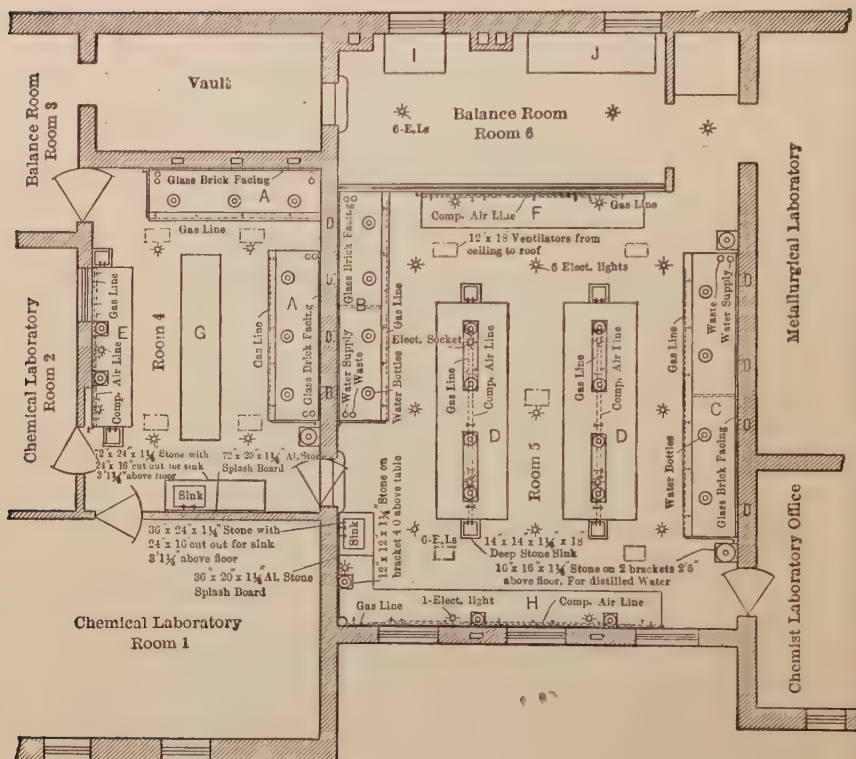 I
J
Vault
Balance Room
Room 3
6-E.Ls
Balance Room
Room 6
Glass Brick Facing
A
Gas Line
Comp. Air Line
F
Gas Line
12"x 18"Ventilators from
ceiling to roof
6 Elect. lights
Metallurgical Laboratory
Chemical Laboratory
Room 2
Gas Line
E
Comp. Air Line
Room 4
G
Gas Line
A
Glass Brick Facing
Glass Brick Facing
B
Gas Line
Water Supply
Waste
Water Bottles
Elect. Socket
Gas Line
Comp. Air Line
D
Gas Line
Comp. Air Line
D
Room 5
Gas Line
Waste
Water Supply
Water Bottles
C
Glass Brick Facing
72"x 24"x 1¼" Stone with
24"x 16"cut out for sink
3'1¼"above floor
72"x 20"x 1¼"Al. Stone
Splash Board
Sink
36"x 24"x 1¼"Stone with
24"x 16"cut out for sink
3'1¼"above floor
36"x 20"x 1¼"Al. Stone
Splash Board
Sink
12"x 12"x 1¼"Stone on
bracket 4'0"above table
6-E.Ls
14"x 14"x 1¼"x 18"
Deep Stone Sink
16"x 16"x 1¼"Stone on 2 brackets 2'6"
above floor. For distilled Water
Gas Line
1-Elect. light
H
Comp. Air Line
Chemical Laboratory
Room 1
Chemist Laboratory Office